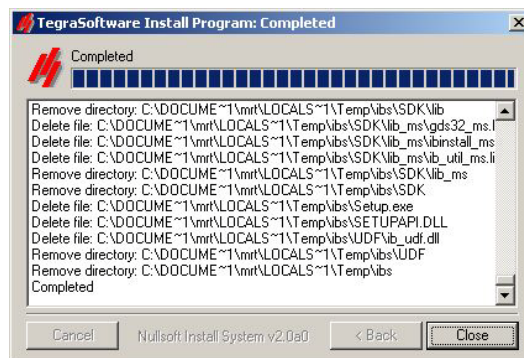 TegraSoftware Install Program: Completed
Completed
Remove directory: C:\DOCUME~1\mrt\LOCALS~1\Temp\ibs\SDK\lib
Delete file: C:\DOCUME~1\mrt\LOCALS~1\Temp\ibs\SDK\lib_ms\gds32_ms.l
Delete file: C:\DOCUME~1\mrt\LOCALS~1\Temp\ibs\SDK\lib_ms\ibinstall_ms
Delete file: C:\DOCUME~1\mrt\LOCALS~1\Temp\ibs\SDK\lib_ms\ib_util_ms.li
Remove directory: C:\DOCUME~1\mrt\LOCALS~1\Temp\ibs\SDK\lib_ms
Remove directory: C:\DOCUME~1\mrt\LOCALS~1\Temp\ibs\SDK
Delete file: C:\DOCUME~1\mrt\LOCALS~1\Temp\ibs\Setup.exe
Delete file: C:\DOCUME~1\mrt\LOCALS~1\Temp\ibs\SETUPAPI.DLL
Delete file: C:\DOCUME~1\mrt\LOCALS~1\Temp\ibs\UDF\ib_udf.dll
Remove directory: C:\DOCUME~1\mrt\LOCALS~1\Temp\ibs\UDF
Remove directory: C:\DOCUME~1\mrt\LOCALS~1\Temp\ibs
Completed
Cancel Nullsoft Install System v2.0a0 < Back Close